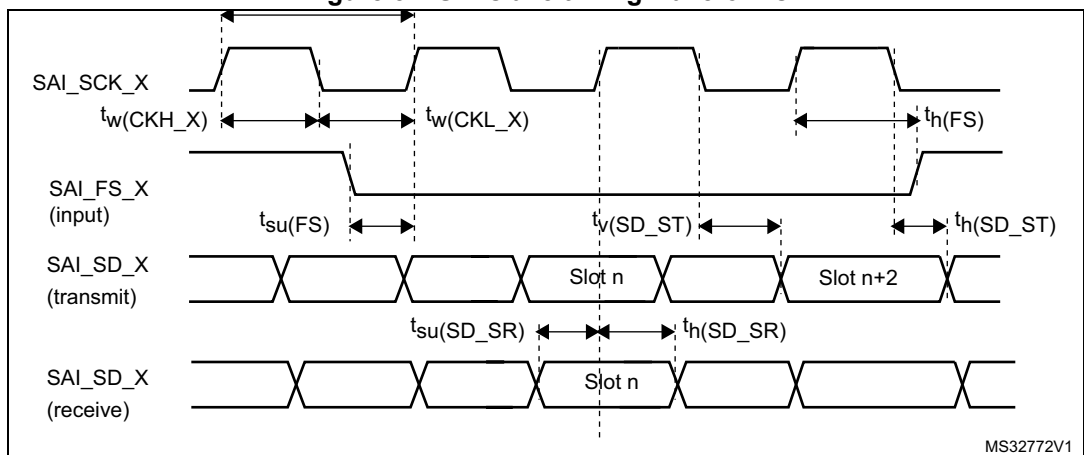 SAI_SCK_X
tw(CKH_X)
tw(CKL_X)
th(FS)
SAI_FS_X
(input)
tsu(FS)
tv(SD_ST)
th(SD_ST)
SAI_SD_X
(transmit)
Slot n
Slot n+2
tsu(SD_SR)
th(SD_SR)
SAI_SD_X
(receive)
Slot n
MS32772V1